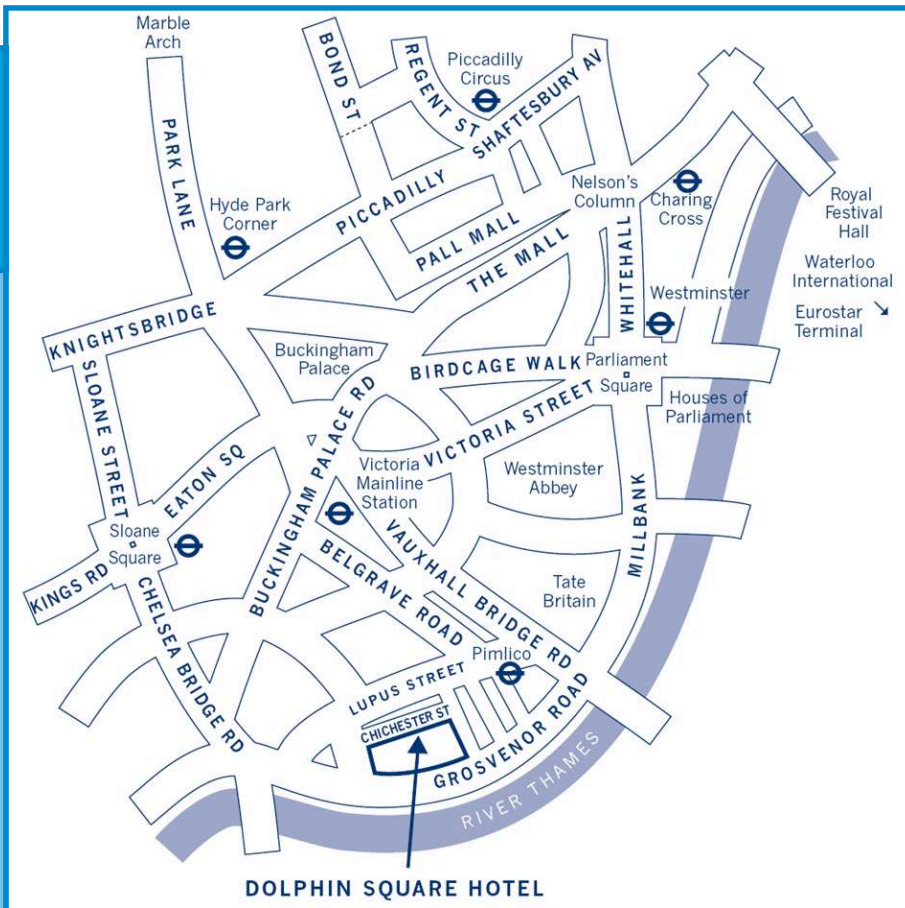 Marble
Arch
BOND ST
REGENT ST
Piccadilly
Circus
SHAFTESBURY AV
PARK LANE
Hyde Park
Corner
PICCADILLY
Nelson's
Column
Charing
Cross
Royal
Festival
Hall
PALL MALL
THE MALL
WHITEHALL
Waterloo
International
Westminster
Eurostar
Terminal
KNIGHTSBRIDGE
Buckingham
Palace
BIRDCAGE WALK
Parliament
Square
Houses of
Parliament
SLOANE STREET
EATON SQ
BUCKINGHAM PALACE RD
VICTORIA STREET
Victoria
Mainline
Station
Westminster
Abbey
MILLBANK
Sloane
Square
KINGS RD
CHELSEA BRIDGE RD
BELGRAVE ROAD
VAUXHALL BRIDGE RD
Tate
Britain
Pimlico
LUPUS STREET
CHICHESTER ST
GROSVENOR ROAD
RIVER THAMES
DOLPHIN SQUARE HOTEL